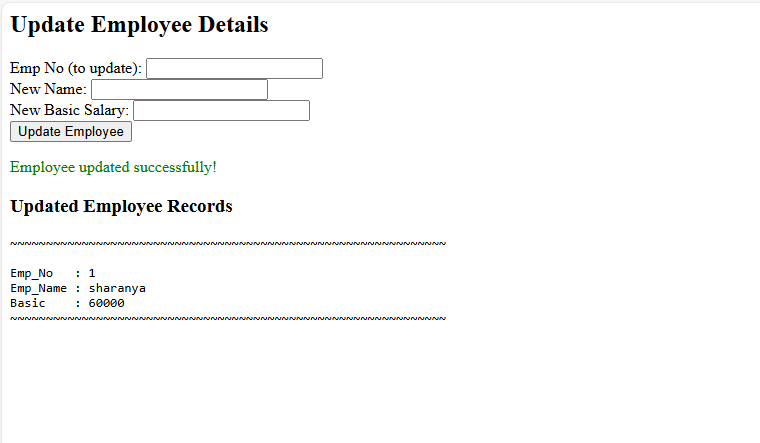 Update Employee Details
Emp No (to update):
New Name:
New Basic Salary:
Update Employee
Employee updated successfully!
Updated Employee Records
~~~~~~~~~~~~~~~~~~~~~~~~~~~~~~~~~~~~~~~~~~~~~~~~~~~~~~~~~~~~~
Emp_No   : 1
Emp_Name : sharanya
Basic    : 60000
~~~~~~~~~~~~~~~~~~~~~~~~~~~~~~~~~~~~~~~~~~~~~~~~~~~~~~~~~~~~~